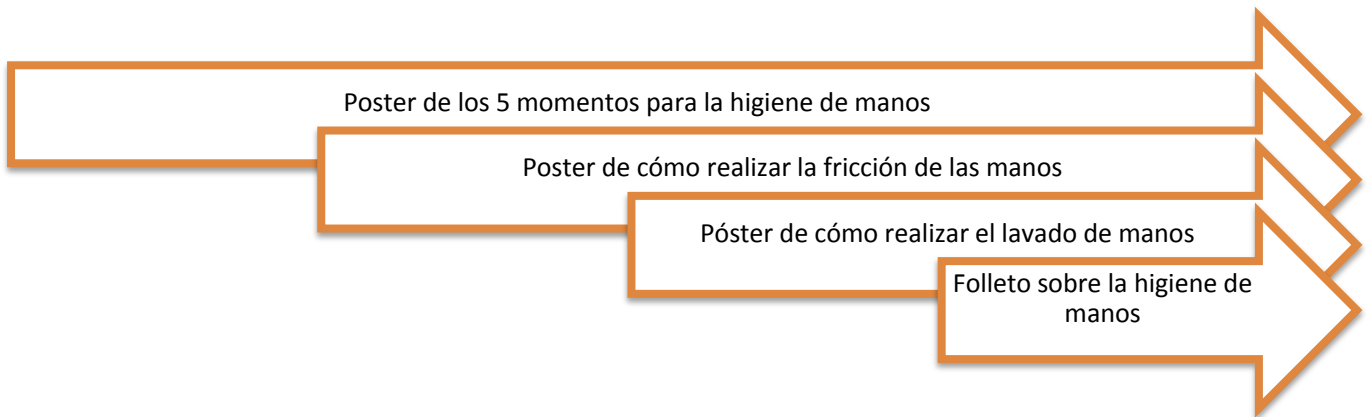 Poster de los 5 momentos para la higiene de manos
Poster de cómo realizar la fricción de las manos
Póster de cómo realizar el lavado de manos
Folleto sobre la higiene de
manos